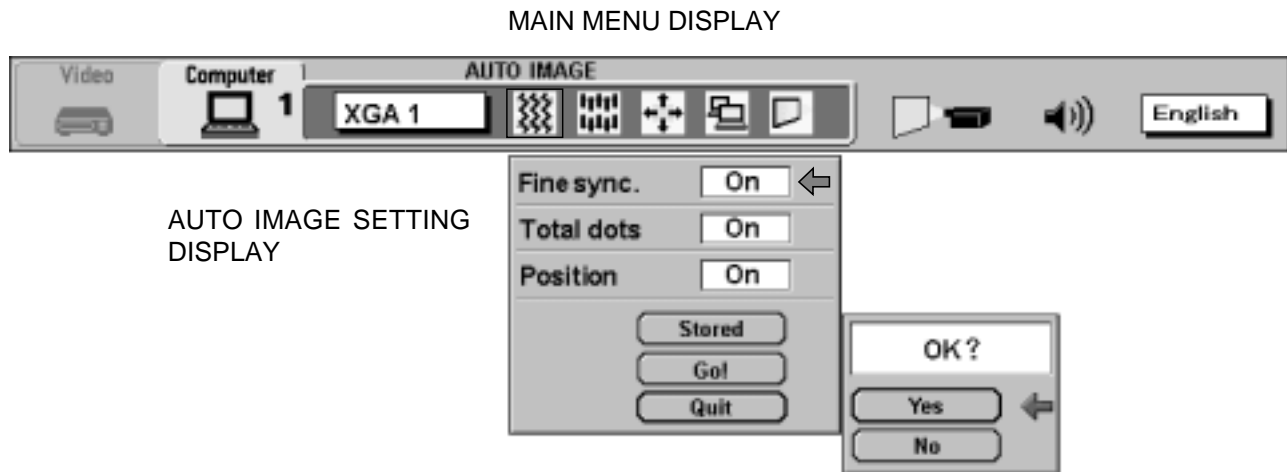 MAIN MENU DISPLAY
Video
Computer
AUTO IMAGE
1
XGA 1
English
AUTO IMAGE SETTING
DISPLAY
Fine sync. On
Total dots On
Position On
Stored
Go!
Quit
OK?
Yes
No